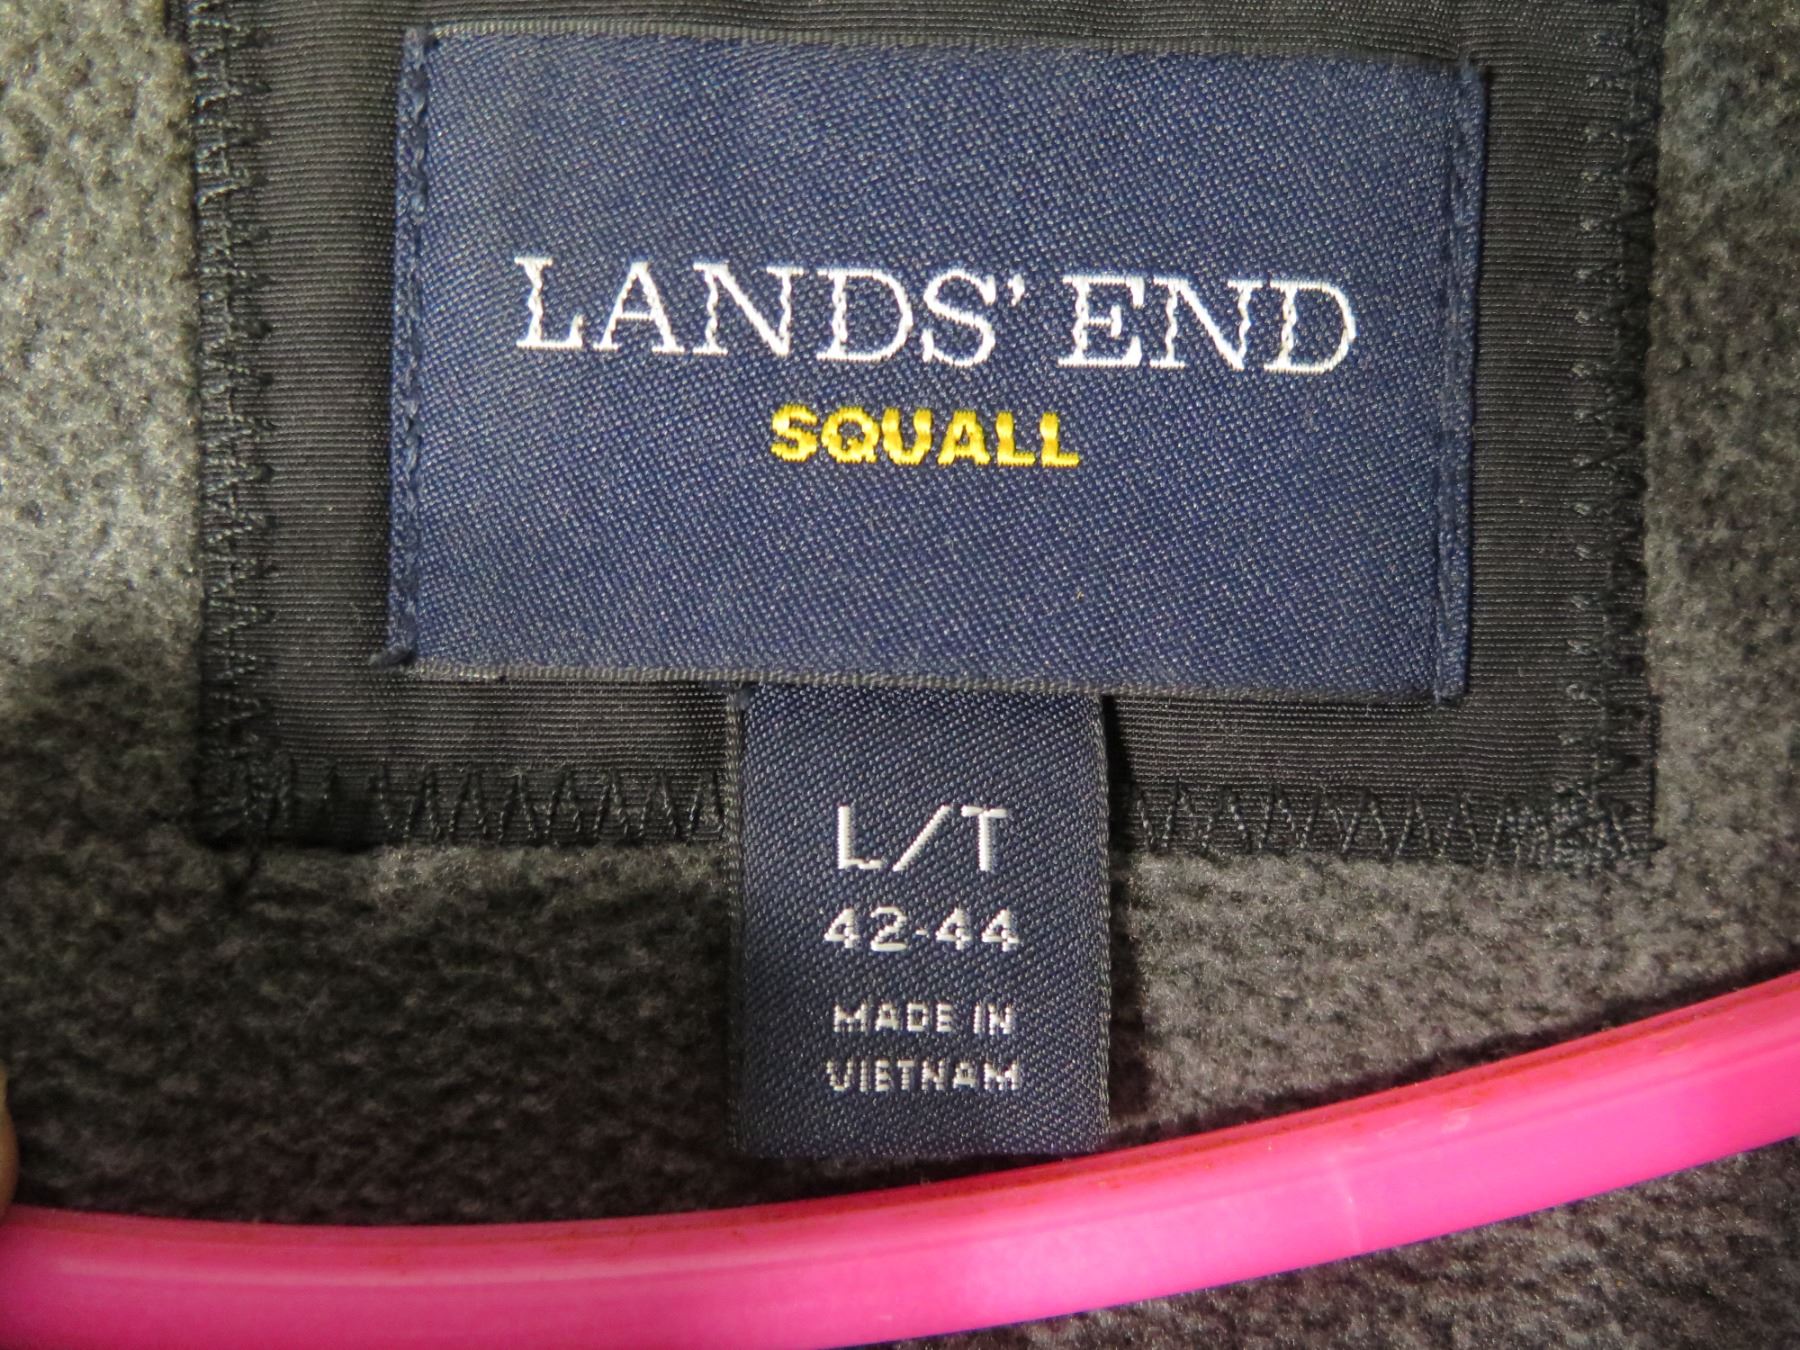 LANDS' END
SQUALL
L/T
42-44
MADE IN
VIETNAM